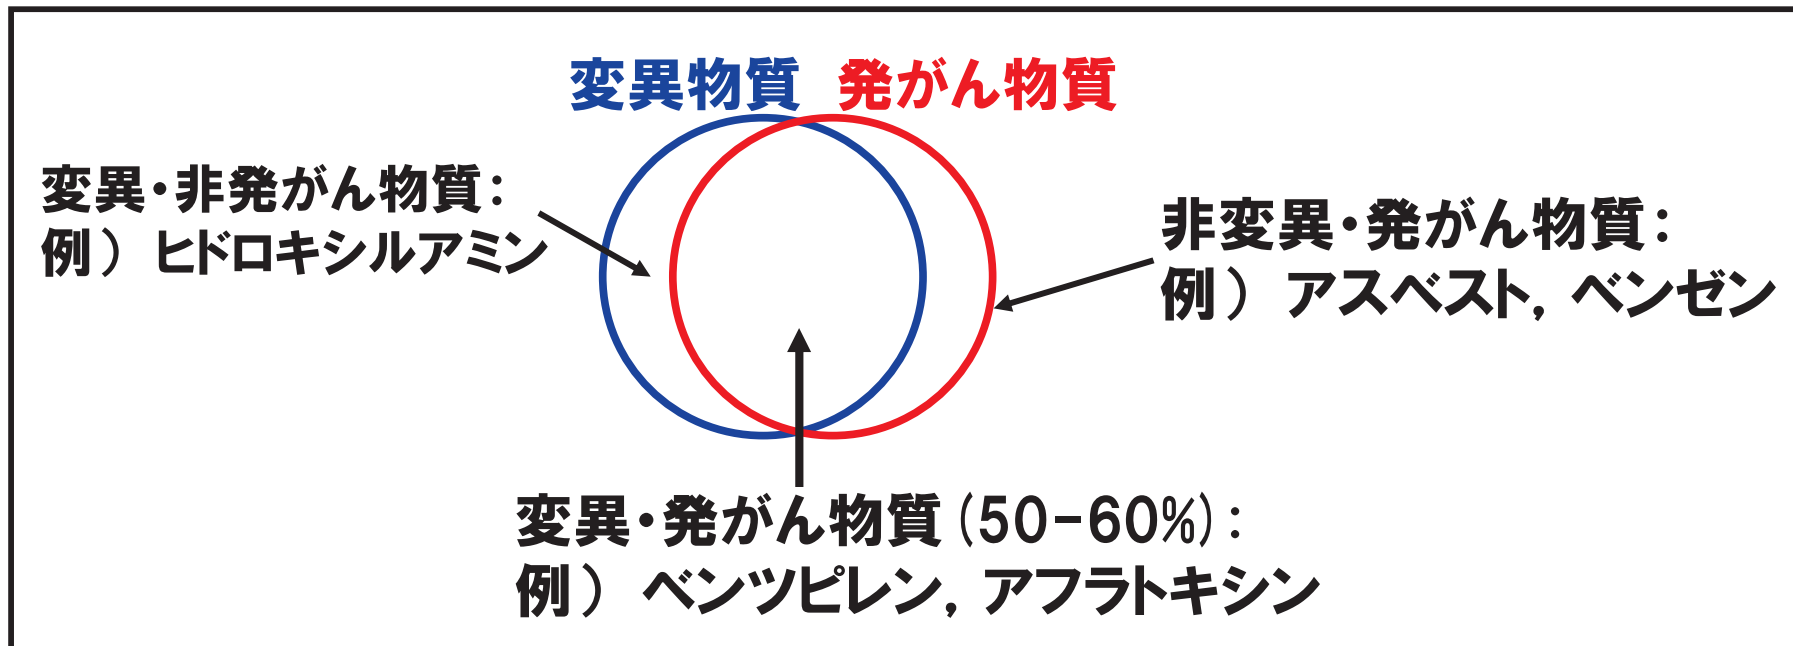 変異物質 発がん物質
変異・非発がん物質：
例）ヒドロキシルアミン
非変異・発がん物質：
例）アスベスト，ベンゼン
変異・発がん物質(50-60%)：
例）ベンツピレン，アフラトキシン